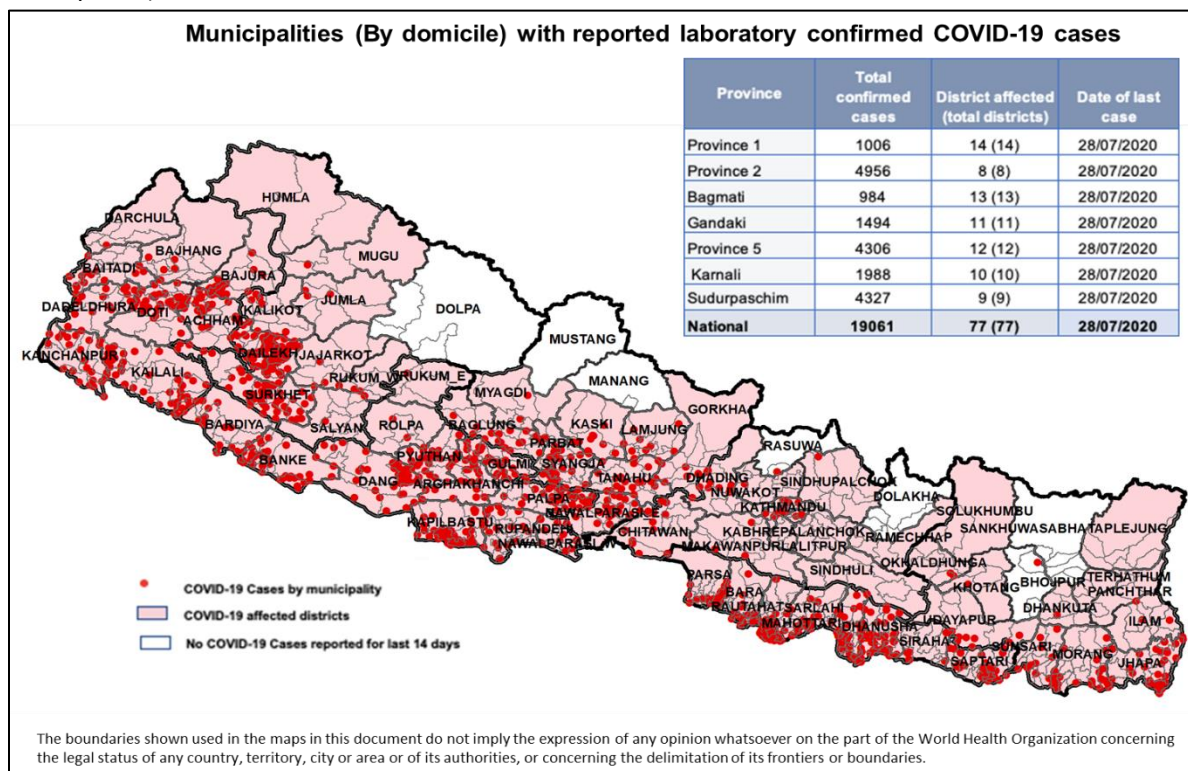 Municipalities (By domicile) with reported laboratory confirmed COVID-19 cases
Province Total confirmed cases District affected (total districts) Date of last case
Province 1 1006 14 (14) 28/07/2020
Province 2 4956 8 (8) 28/07/2020
Bagmati 984 13 (13) 28/07/2020
Gandaki 1494 11 (11) 28/07/2020
Province 5 4306 12 (12) 28/07/2020
Karnali 1988 10 (10) 28/07/2020
Sudurpaschim 4327 9 (9) 28/07/2020
National 19061 77 (77) 28/07/2020
HUMLA
DARCHULA
BAJHANG
MUGU
BAITADI
BAJURA
JUMLA
DOLPA
DADELDHURA
DOTI
ACHHAM
KALIKOT
MUSTANG
KANCHANPUR
KAILALI
DAILEKH
JAJARKOT
MANANG
RUKUM_W
RUKUM_E
MYAGDI
SURKHET
GORKHA
BARDIYA
SALYAN
ROLPA
BAGLUNG
KASKI
LAMJUNG
PARBAT
RASUWA
BANKE
PYUTHAN
GULMI
SYANGJA
TANAHU
DHADING
SINDHUPALCHOK
DANG
ARGHAKHANCHI
NUWAKOT
DOLAKHA
PALPA
KATHMANDU
SOLUKHUMBU
KAPILBASTU
RUPANDEHI
NAWALPARASI_E
CHITAWAN
KABHREPALANCHOK
RAMECHHAP
SANKHUWASABHA
TAPLEJUNG
NAWALPARASI_W
MAKAWANPUR
LALITPUR
OKHALDHUNGA
SINDHULI
KHOTANG
BHOJPUR
TERHATHUM
PANCHTHAR
PARSA
BARA
RAUTAHAT
SARLAHI
MAHOTTARI
DHANUSHA
UDAYAPUR
DHANKUTA
ILAM
SIRAHA
SAPTARI
SUNSARI
MORANG
JHAPA
COVID-19 Cases by municipality
COVID-19 affected districts
No COVID-19 Cases reported for last 14 days
The boundaries shown used in the maps in this document do not imply the expression of any opinion whatsoever on the part of the World Health Organization concerning
the legal status of any country, territory, city or area or of its authorities, or concerning the delimitation of its frontiers or boundaries.